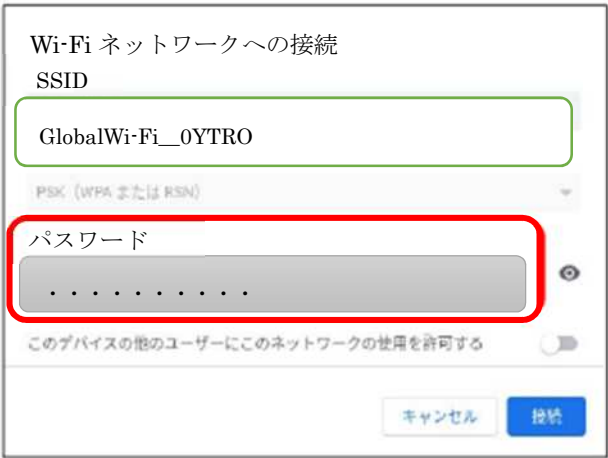 Wi-Fi ネットワークへの接続
SSID
GlobalWi-Fi__0YTRO
PSK（WPA または RSN）
パスワード
・・・・・・・・・・
このデバイスの他のユーザーにこのネットワークの使用を許可する
キャンセル
接続